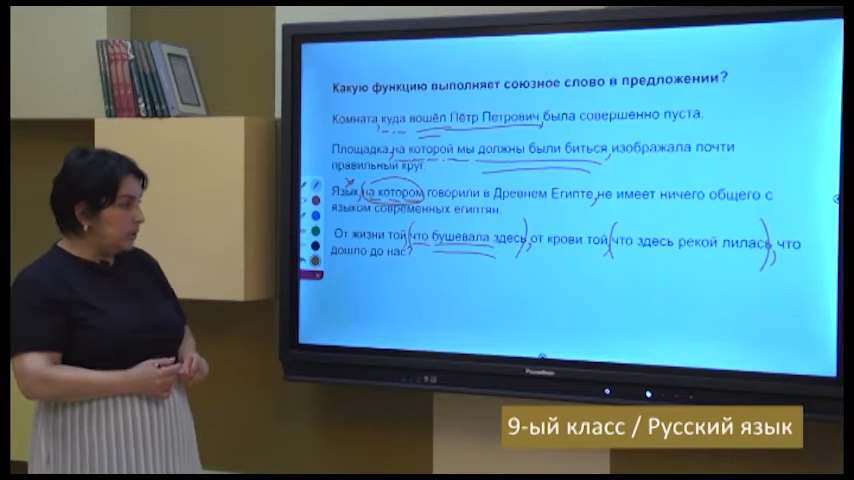 Какую функцию выполняет союзное слово в предложении?
Комната, куда вошёл Пётр Петрович, была совершенно пуста.
Площадка, на которой мы должны были биться, изображала почти
правильный круг.
Язык, на котором говорили в Древнем Египте, не имеет ничего общего с
языком современных египтян.
От жизни той, что бушевала здесь, от крови той, что здесь рекой лилась, что
дошло до нас?
9-ый класс / Русский язык